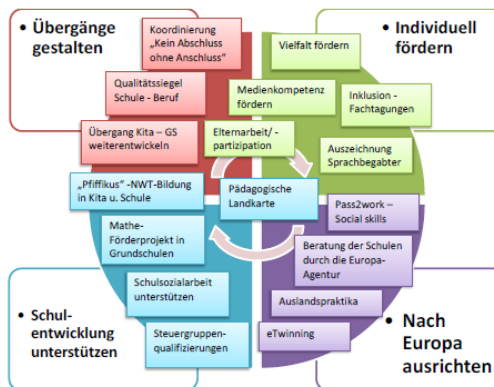 • Übergänge
gestalten
Koordinierung
„Kein Abschluss
ohne Anschluss“
Qualitätssiegel
Schule - Beruf
Übergang Kita – GS
weiterentwickeln
Vielfalt fördern
• Individuell
fördern
Medienkompetenz
fördern
Inklusion -
Fachtagungen
Elternarbeit/ -
partizipation
Auszeichnung
Sprachbegabter
„Pfiffikus“ -NWT-Bildung
in Kita u. Schule
Pädagogische
Landkarte
Mathe-
Förderprojekt in
Grundschulen
Schulsozialarbeit
unterstützen
Steuergruppen-
qualifizierungen
• Schul-
entwicklung
unterstützen
Pass2work –
Social skills
Beratung der Schulen
durch die Europa-
Agentur
Auslandspraktika
eTwinning
• Nach
Europa
ausrichten